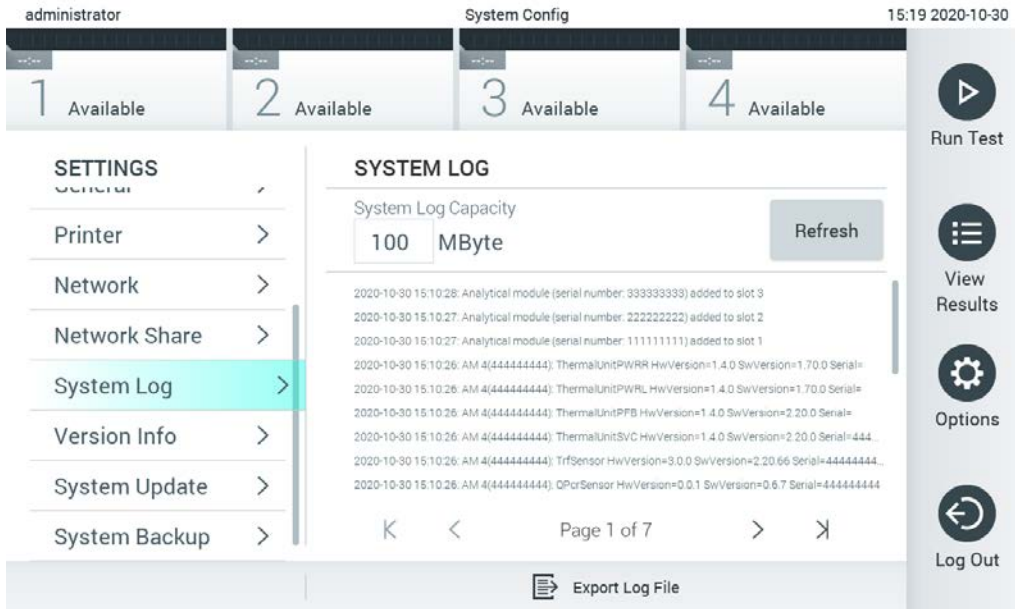 administrator
System Config
15:19 2020-10-30
--:--
--:--
--:--
--:--
1 Available
2 Available
3 Available
4 Available
Run Test
View
Results
Options
Log Out
SETTINGS
General
Printer
Network
Network Share
System Log
Version Info
System Update
System Backup
SYSTEM LOG
System Log Capacity
100 MByte
Refresh
2020-10-30 15:10:28: Analytical module (serial number: 333333333) added to slot 3
2020-10-30 15:10:27: Analytical module (serial number: 222222222) added to slot 2
2020-10-30 15:10:27: Analytical module (serial number: 111111111) added to slot 1
2020-10-30 15:10:26: AM 4(444444444): ThermalUnitPWRR HwVersion=1.4.0 SwVersion=1.70.0 Serial=
2020-10-30 15:10:26: AM 4(444444444): ThermalUnitPWRL HwVersion=1.4.0 SwVersion=1.70.0 Serial=
2020-10-30 15:10:26: AM 4(444444444): ThermalUnitPFB HwVersion=1.4.0 SwVersion=2.20.0 Serial=
2020-10-30 15:10:26: AM 4(444444444): ThermalUnitSVC HwVersion=1.4.0 SwVersion=2.20.0 Serial=444...
2020-10-30 15:10:26: AM 4(444444444): TrfSensor HwVersion=3.0.0 SwVersion=2.20.66 Serial=44444444...
2020-10-30 15:10:26: AM 4(444444444): QPcrSensor HwVersion=0.0.1 SwVersion=0.6.7 Serial=444444444
Page 1 of 7
Export Log File